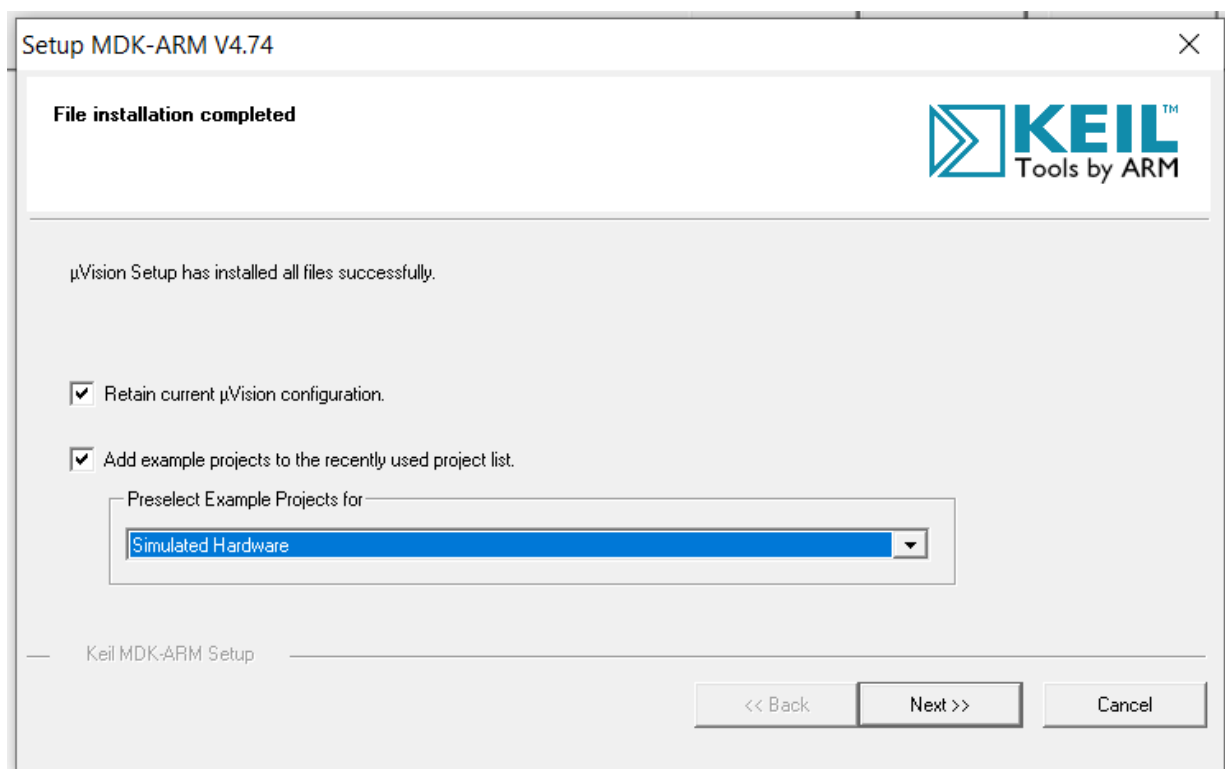 Setup MDK-ARM V4.74
File installation completed
KEIL™
Tools by ARM
µVision Setup has installed all files successfully.
Retain current µVision configuration.
Add example projects to the recently used project list.
Preselect Example Projects for
Simulated Hardware
Keil MDK-ARM Setup
<< Back
Next >>
Cancel